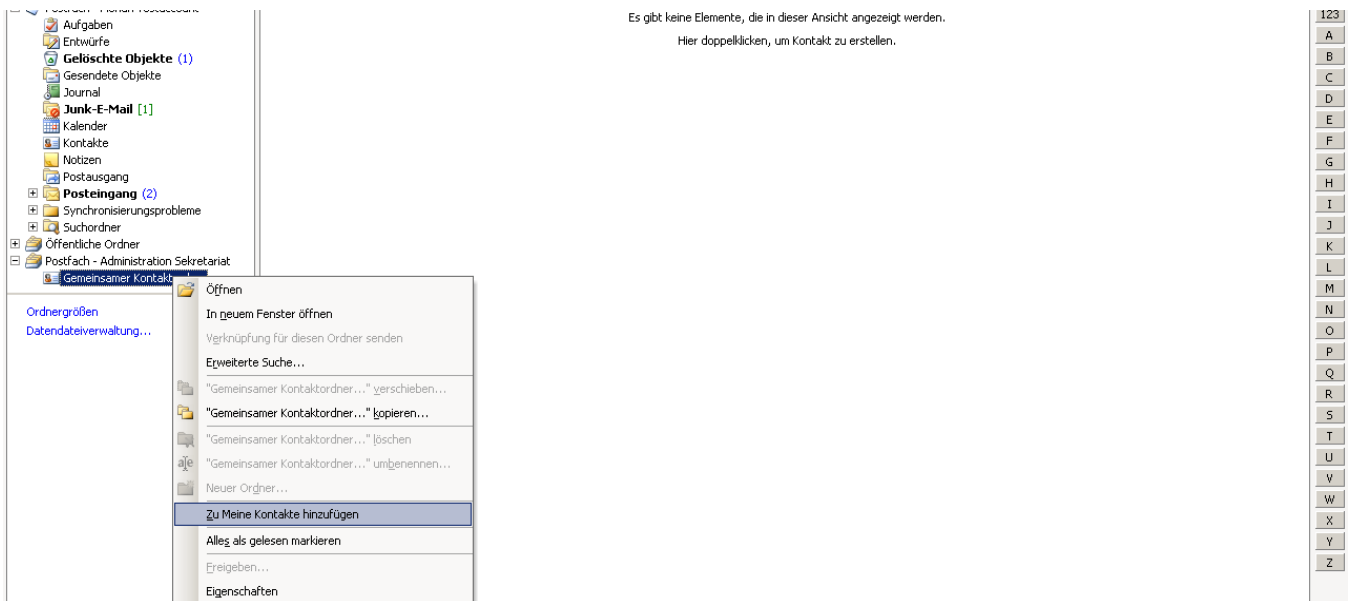 Aufgaben
Entwürfe
Gelöschte Objekte (1)
Gesendete Objekte
Journal
Junk-E-Mail [1]
Kalender
Kontakte
Notizen
Postausgang
Posteingang (2)
Synchronisierungsprobleme
Suchordner
Öffentliche Ordner
Postfach - Administration Sekretariat
Gemeinsamer Kontakt
Ordnergrößen
Datendateiverwaltung...
Öffnen
In neuem Fenster öffnen
Verknüpfung für diesen Ordner senden
Erweiterte Suche...
"Gemeinsamer Kontaktordner..." verschieben...
"Gemeinsamer Kontaktordner..." kopieren...
"Gemeinsamer Kontaktordner..." löschen
"Gemeinsamer Kontaktordner..." umbenennen...
Neuer Ordner...
Zu Meine Kontakte hinzufügen
Alles als gelesen markieren
Freigeben...
Eigenschaften
Es gibt keine Elemente, die in dieser Ansicht angezeigt werden.
Hier doppelklicken, um Kontakt zu erstellen.
123
A
B
C
D
E
F
G
H
I
J
K
L
M
N
O
P
Q
R
S
T
U
V
W
X
Y
Z